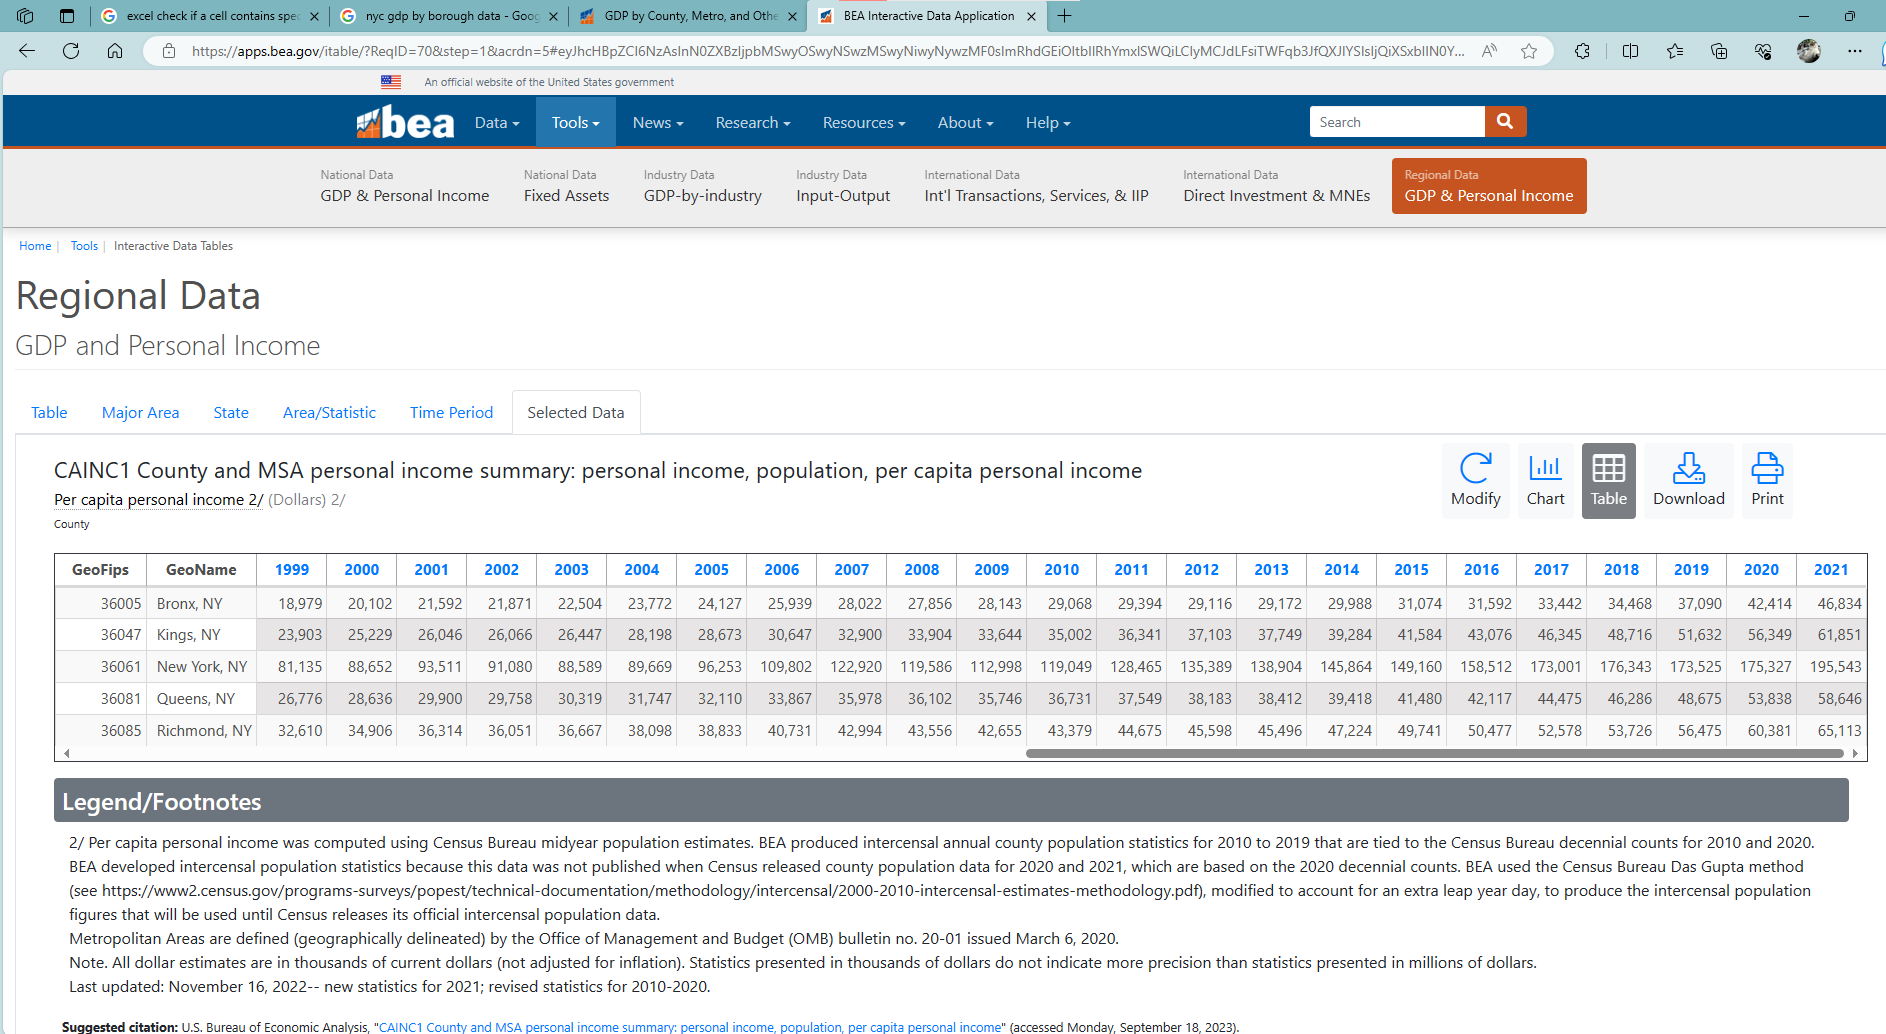 excel check if a cell contains spec
nyc gdp by borough data - Goog
GDP by County, Metro, and Othe
BEA Interactive Data Application
An official website of the United States government
bea
Data
Tools
News
Research
Resources
About
Help
Search
National Data
GDP & Personal Income
National Data
Fixed Assets
Industry Data
GDP-by-industry
Industry Data
Input-Output
International Data
Int'l Transactions, Services, & IIP
International Data
Direct Investment & MNEs
Regional Data
GDP & Personal Income
Home | Tools | Interactive Data Tables
Regional Data
GDP and Personal Income
Table Major Area State Area/Statistic Time Period Selected Data
CAINC1 County and MSA personal income summary: personal income, population, per capita personal income
Per capita personal income 2/ (Dollars) 2/
County
Modify Chart Table Download Print
GeoFips GeoName 1999 2000 2001 2002 2003 2004 2005 2006 2007 2008 2009 2010 2011 2012 2013 2014 2015 2016 2017 2018 2019 2020 2021
36005 Bronx, NY 18,979 20,102 21,592 21,871 22,504 23,772 24,127 25,939 28,022 27,856 28,143 29,068 29,394 29,116 29,172 29,988 31,074 31,592 33,442 34,468 37,090 42,414 46,834
36047 Kings, NY 23,903 25,229 26,046 26,066 26,447 28,198 28,673 30,647 32,900 33,904 33,644 35,002 36,341 37,103 37,749 39,284 41,584 43,076 46,345 48,716 51,632 56,349 61,851
36061 New York, NY 81,135 88,652 93,511 91,080 88,589 89,669 96,253 109,802 122,920 119,586 112,998 119,049 128,465 135,389 138,904 145,864 149,160 158,512 173,001 176,343 173,525 175,327 195,543
36081 Queens, NY 26,776 28,636 29,900 29,758 30,319 31,747 32,110 33,867 35,978 36,102 35,746 36,731 37,549 38,183 38,412 39,418 41,480 42,117 44,475 46,286 48,675 53,838 58,646
36085 Richmond, NY 32,610 34,906 36,314 36,051 36,667 38,098 38,833 40,731 42,994 43,556 42,655 43,379 44,675 45,598 45,496 47,224 49,741 50,477 52,578 53,726 56,475 60,381 65,113
Legend/Footnotes
2/ Per capita personal income was computed using Census Bureau midyear population estimates. BEA produced intercensal annual county population statistics for 2010 to 2019 that are tied to the Census Bureau decennial counts for 2010 and 2020.
BEA developed intercensal population statistics because this data was not published when Census released county population data for 2020 and 2021, which are based on the 2020 decennial counts. BEA used the Census Bureau Das Gupta method
(see https://www2.census.gov/programs-surveys/popest/technical-documentation/methodology/intercensal/2000-2010-intercensal-estimates-methodology.pdf), modified to account for an extra leap year day, to produce the intercensal population
figures that will be used until Census releases its official intercensal population data.
Metropolitan Areas are defined (geographically delineated) by the Office of Management and Budget (OMB) bulletin no. 20-01 issued March 6, 2020.
Note. All dollar estimates are in thousands of current dollars (not adjusted for inflation). Statistics presented in thousands of dollars do not indicate more precision than statistics presented in millions of dollars.
Last updated: November 16, 2022-- new statistics for 2021; revised statistics for 2010-2020.
Suggested citation: U.S. Bureau of Economic Analysis, "CAINC1 County and MSA personal income summary: personal income, population, per capita personal income" (accessed Monday, September 18, 2023).